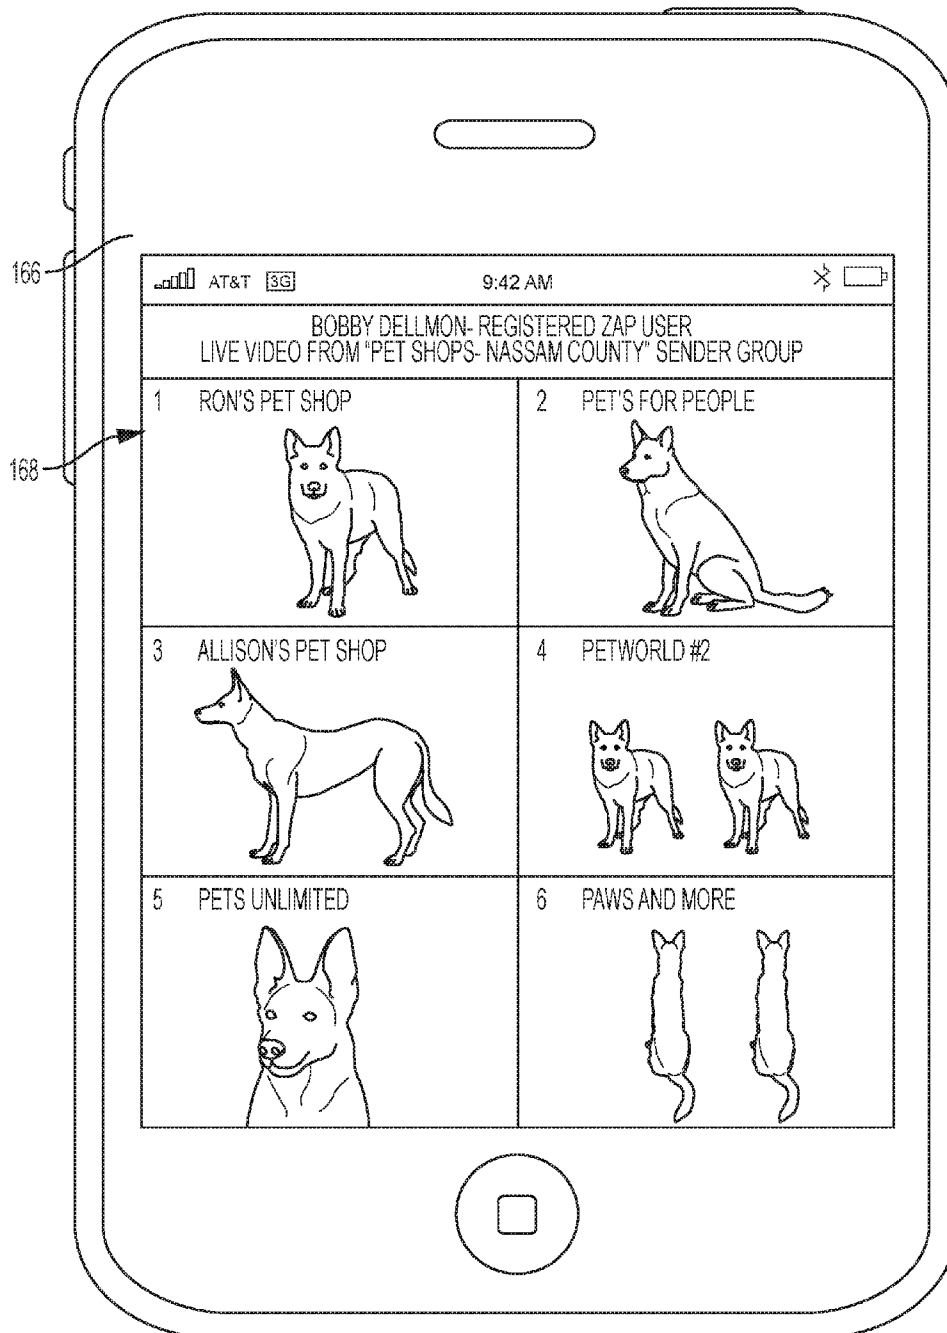 166
AT&T 3G 9:42 AM
BOBBY DELLMON- REGISTERED ZAP USER
LIVE VIDEO FROM "PET SHOPS- NASSAM COUNTY" SENDER GROUP
168
1 RON'S PET SHOP
2 PET'S FOR PEOPLE
3 ALLISON'S PET SHOP
4 PETWORLD #2
5 PETS UNLIMITED
6 PAWS AND MORE